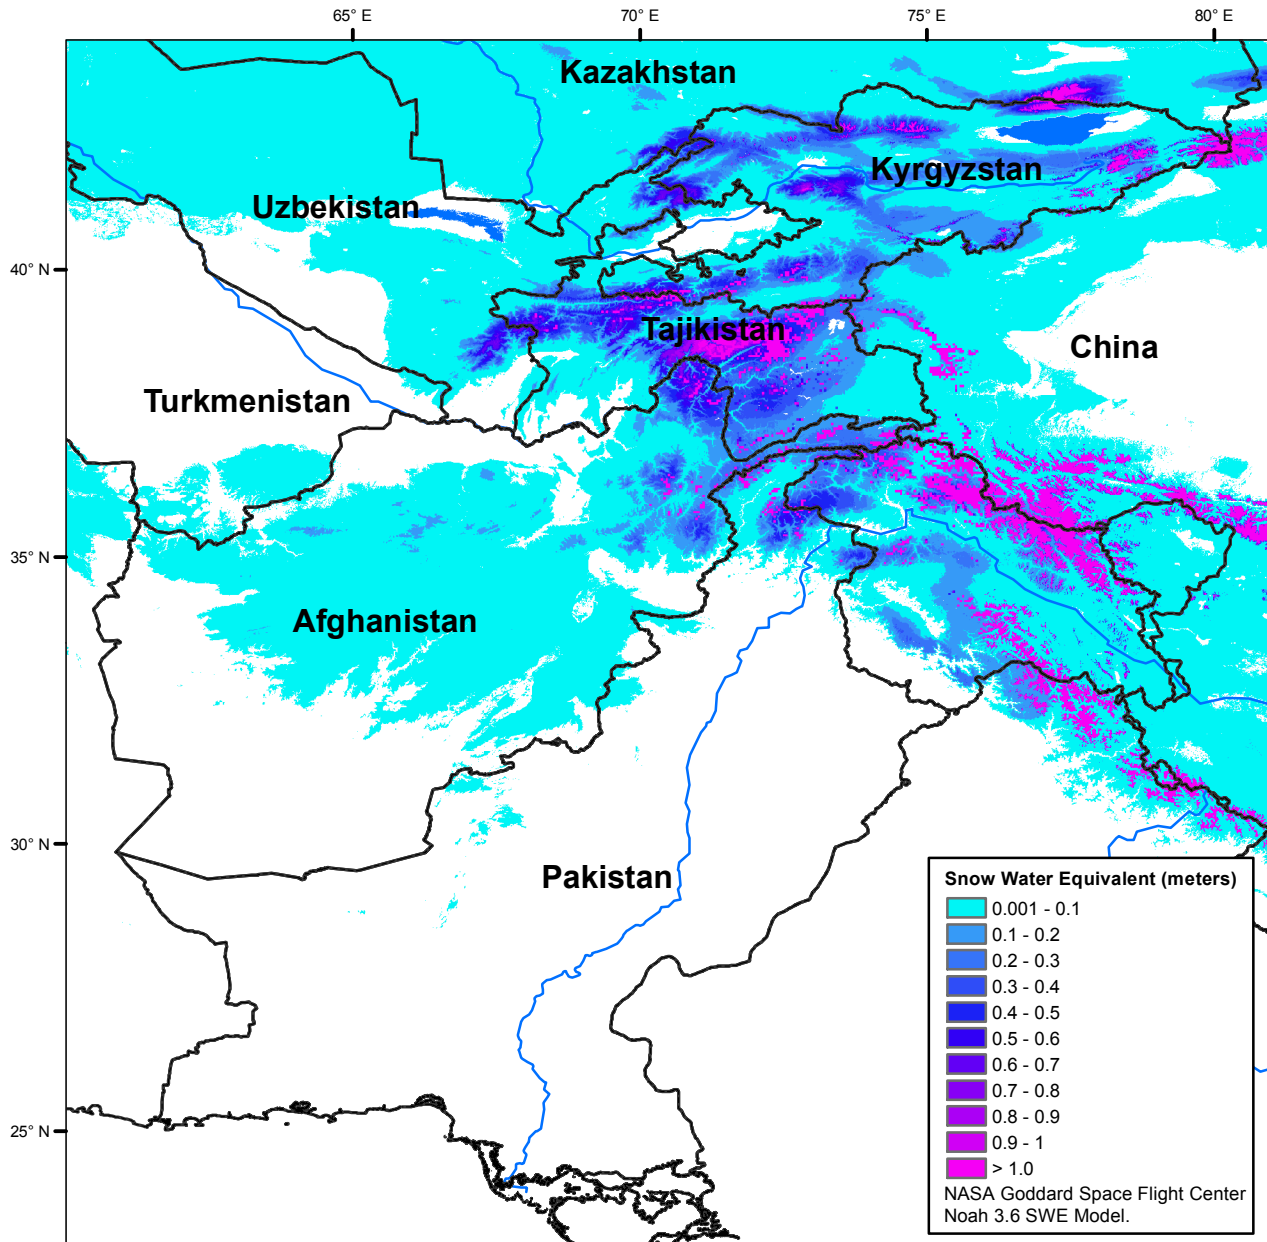 65° E
70° E
75° E
80° E
Kazakhstan
Kyrgyzstan
Uzbekistan
40° N
Tajikistan
China
Turkmenistan
35° N
Afghanistan
30° N
Pakistan
25° N
Snow Water Equivalent (meters)
0.001 - 0.1
0.1 - 0.2
0.2 - 0.3
0.3 - 0.4
0.4 - 0.5
0.5 - 0.6
0.6 - 0.7
0.7 - 0.8
0.8 - 0.9
0.9 - 1
> 1.0
NASA Goddard Space Flight Center
Noah 3.6 SWE Model.